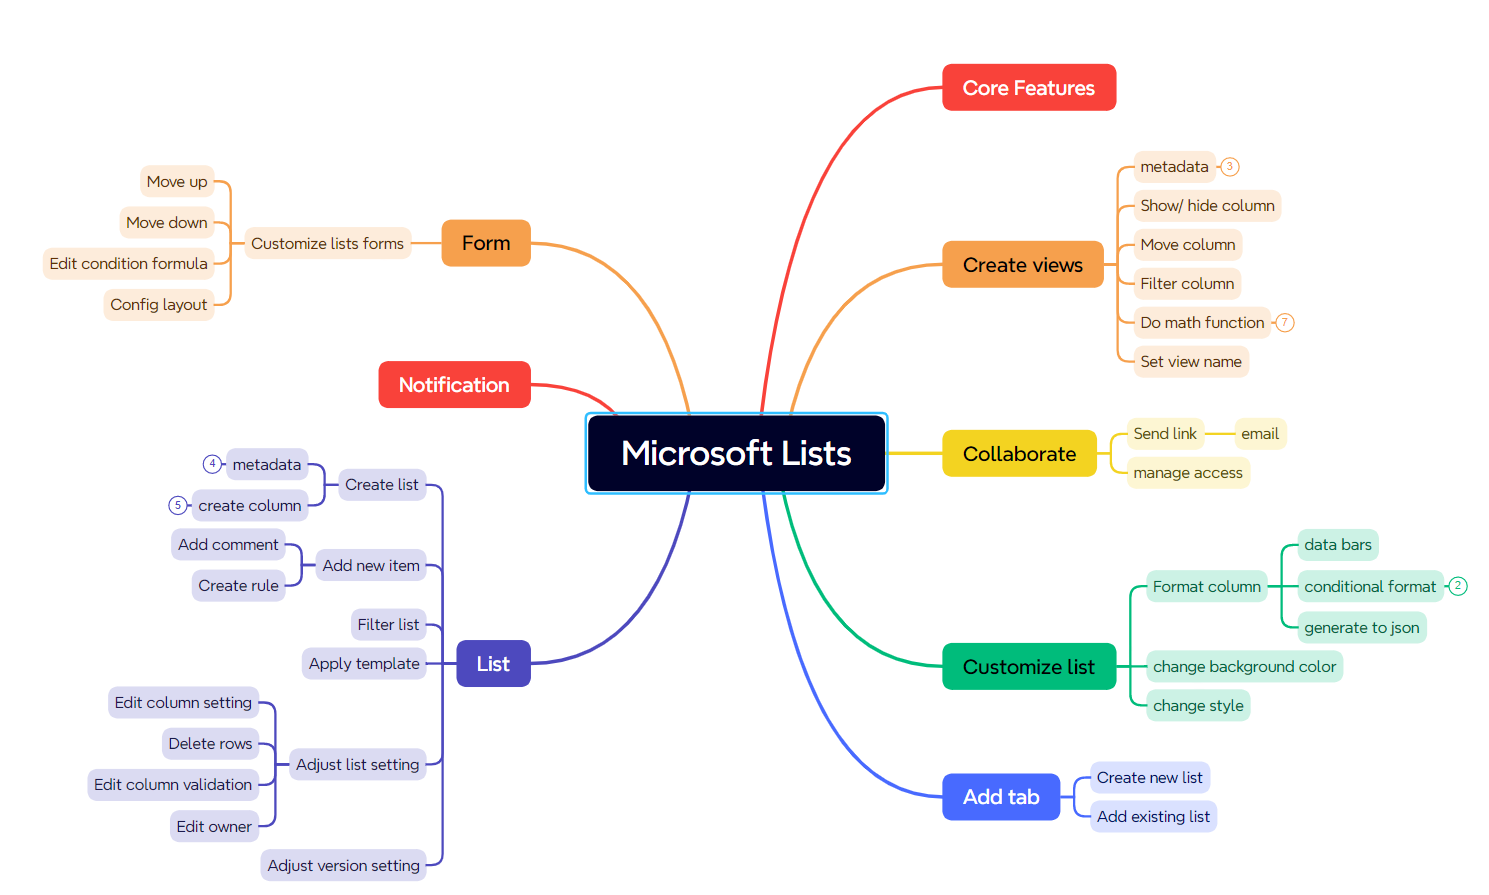 Microsoft Lists
Core Features
Create views
metadata
3
Show/ hide column
Move column
Filter column
Do math function
7
Set view name
Collaborate
Send link
email
manage access
Customize list
Format column
data bars
conditional format
2
generate to json
change background color
change style
Add tab
Create new list
Add existing list
Form
Customize lists forms
Move up
Move down
Edit condition formula
Config layout
Notification
List
Create list
metadata
4
create column
5
Add new item
Add comment
Create rule
Filter list
Apply template
Adjust list setting
Edit column setting
Delete rows
Edit column validation
Edit owner
Adjust version setting